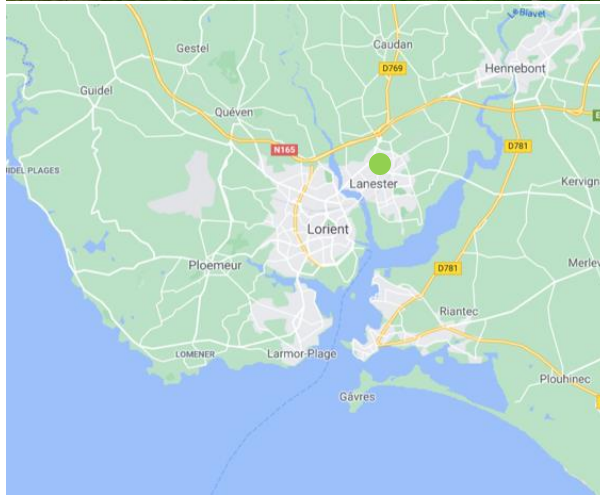 Le Blavet
Gestel
Caudan
D769
Hennebont
Guidel
Quéven
E
D781
N165
IDEL PLAGES
Lanester
Kervign
Lorient
Ploemeur
D781
Merlev
Riantec
LOMENER
Larmor-Plage
Plouhinec
Gâvres